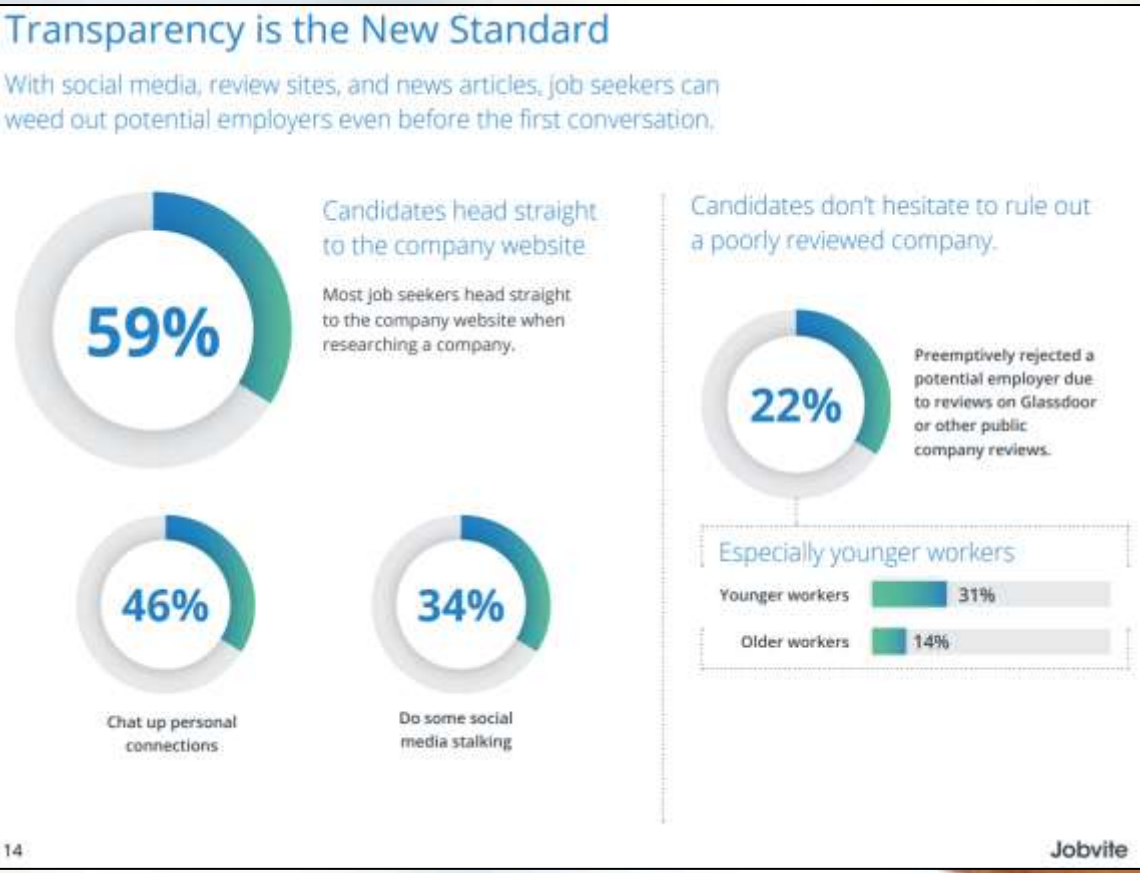 Transparency is the New Standard
With social media, review sites, and news articles, job seekers can
weed out potential employers even before the first conversation.
59%
Candidates head straight
to the company website
Most job seekers head straight
to the company website when
researching a company.
46%
Chat up personal
connections
34%
Do some social
media stalking
Candidates don't hesitate to rule out
a poorly reviewed company.
22%
Preemptively rejected a
potential employer due
to reviews on Glassdoor
or other public
company reviews.
Especially younger workers
Younger workers 31%
Older workers 14%
14
Jobvite